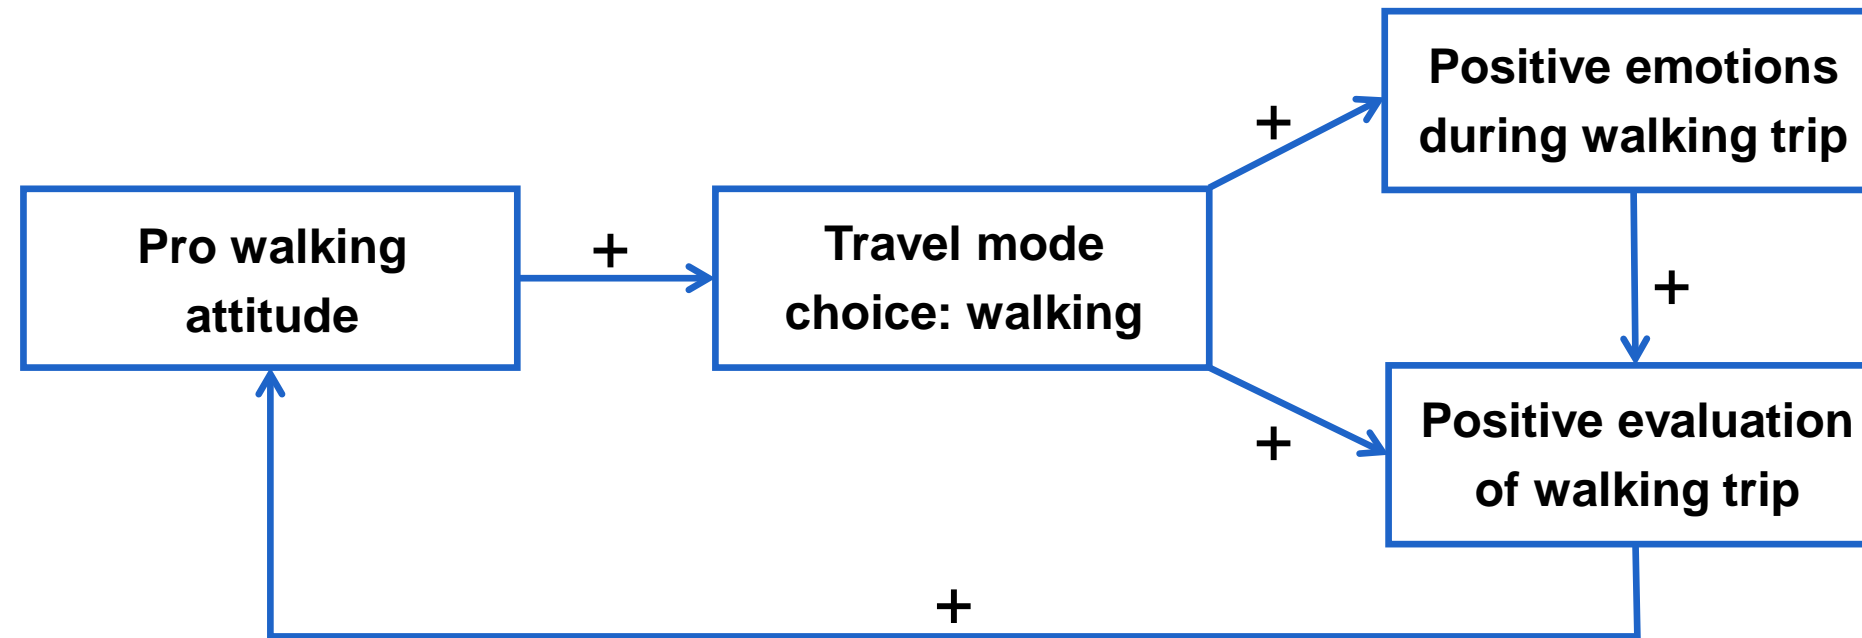 Positive emotions
during walking trip
+
Pro walking
attitude
+
Travel mode
choice: walking
+
+
Positive evaluation
of walking trip
+